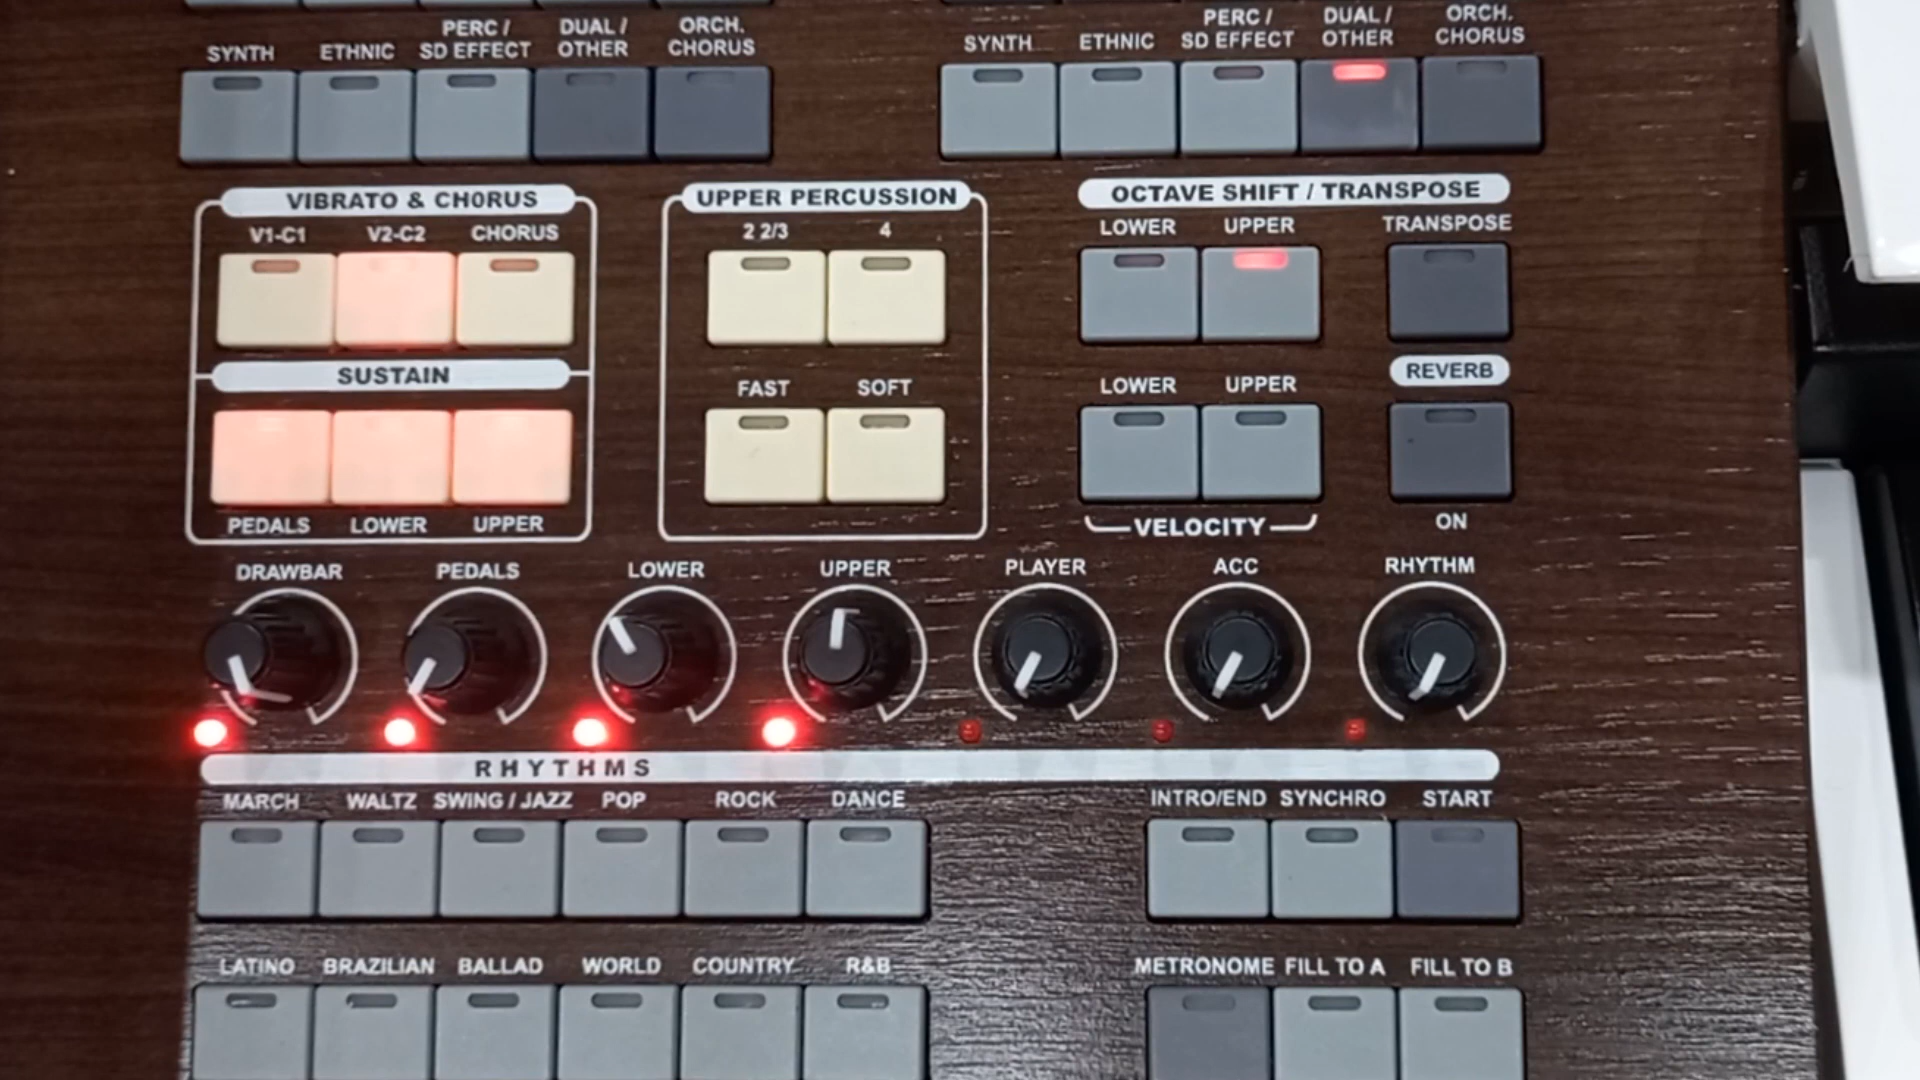 SYNTH ETHNIC PERC / SD EFFECT DUAL / OTHER ORCH. CHORUS
SYNTH ETHNIC PERC / SD EFFECT DUAL / OTHER ORCH. CHORUS
VIBRATO & CH0RUS
V1-C1 V2-C2 CHORUS
SUSTAIN
PEDALS LOWER UPPER
UPPER PERCUSSION
2 2/3 4
FAST SOFT
OCTAVE SHIFT / TRANSPOSE
LOWER UPPER TRANSPOSE
REVERB
LOWER UPPER
VELOCITY
ON
DRAWBAR PEDALS LOWER UPPER PLAYER ACC RHYTHM
RHYTHMS
MARCH WALTZ SWING / JAZZ POP ROCK DANCE
INTRO/END SYNCHRO START
LATINO BRAZILIAN BALLAD WORLD COUNTRY R&B
METRONOME FILL TO A FILL TO B